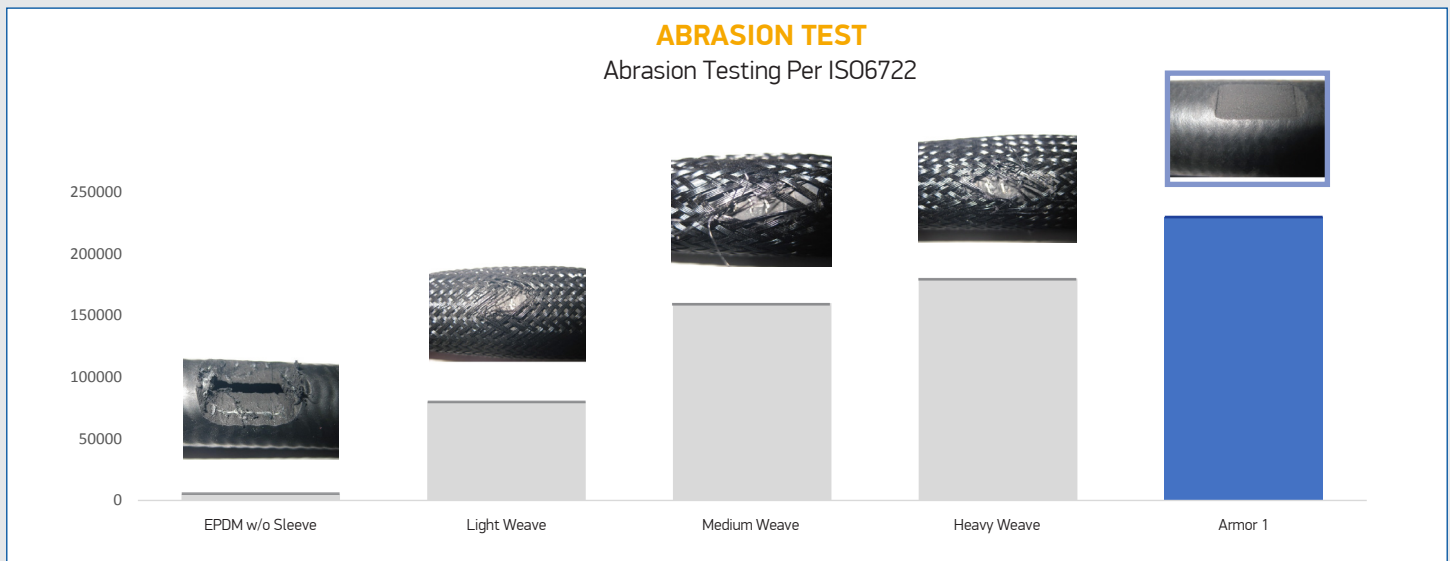 ABRASION TEST
Abrasion Testing Per ISO6722
250000
200000
150000
100000
50000
0
EPDM w/o Sleeve
Light Weave
Medium Weave
Heavy Weave
Armor 1